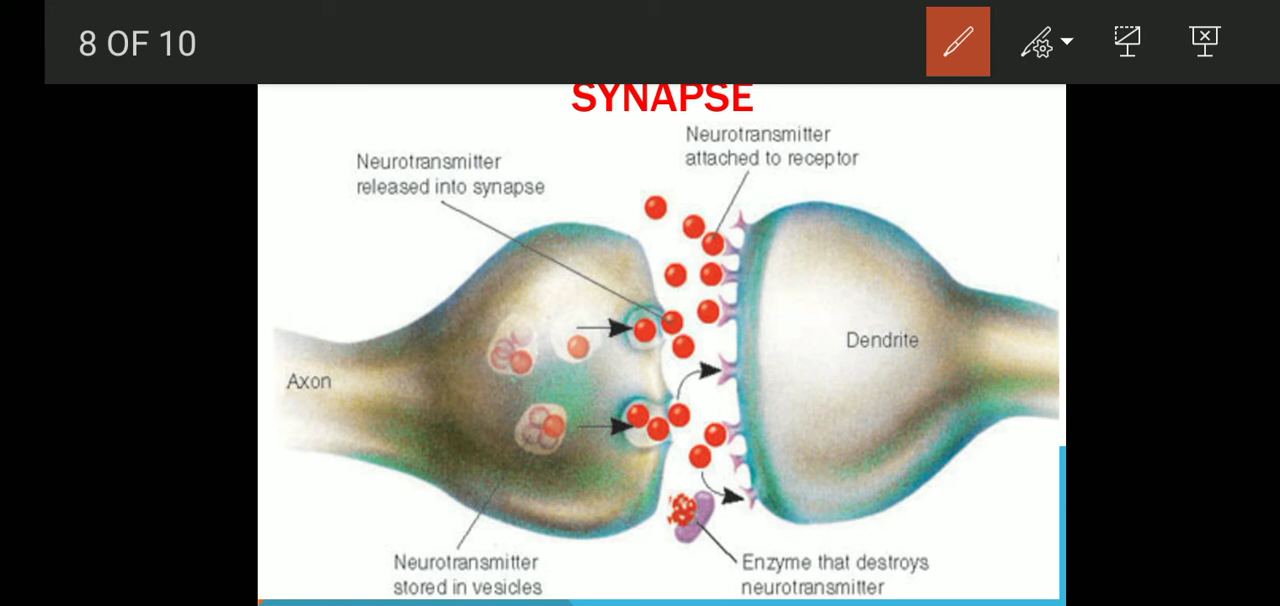 8 OF 10
SYNAPSE
Neurotransmitter
attached to receptor
Neurotransmitter
released into synapse
Dendrite
Axon
Neurotransmitter
stored in vesicles
Enzyme that destroys
neurotransmitter